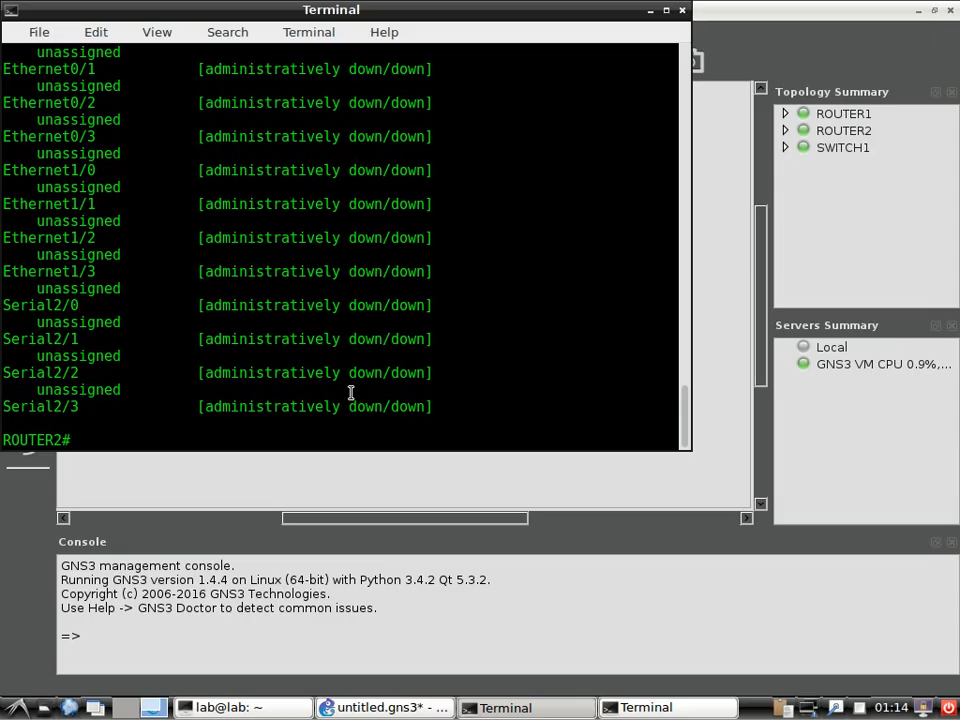 Terminal
File Edit View Search Terminal Help
unassigned
Ethernet0/1 [administratively down/down]
unassigned
Ethernet0/2 [administratively down/down]
unassigned
Ethernet0/3 [administratively down/down]
unassigned
Ethernet1/0 [administratively down/down]
unassigned
Ethernet1/1 [administratively down/down]
unassigned
Ethernet1/2 [administratively down/down]
unassigned
Ethernet1/3 [administratively down/down]
unassigned
Serial2/0 [administratively down/down]
unassigned
Serial2/1 [administratively down/down]
unassigned
Serial2/2 [administratively down/down]
unassigned
Serial2/3 [administratively down/down]
ROUTER2#
Topology Summary
ROUTER1
ROUTER2
SWITCH1
Servers Summary
Local
GNS3 VM CPU 0.9%,...
Console
GNS3 management console.
Running GNS3 version 1.4.4 on Linux (64-bit) with Python 3.4.2 Qt 5.3.2.
Copyright (c) 2006-2016 GNS3 Technologies.
Use Help -> GNS3 Doctor to detect common issues.
=>
lab@lab: ~ untitled.gns3* - ... Terminal Terminal 01:14